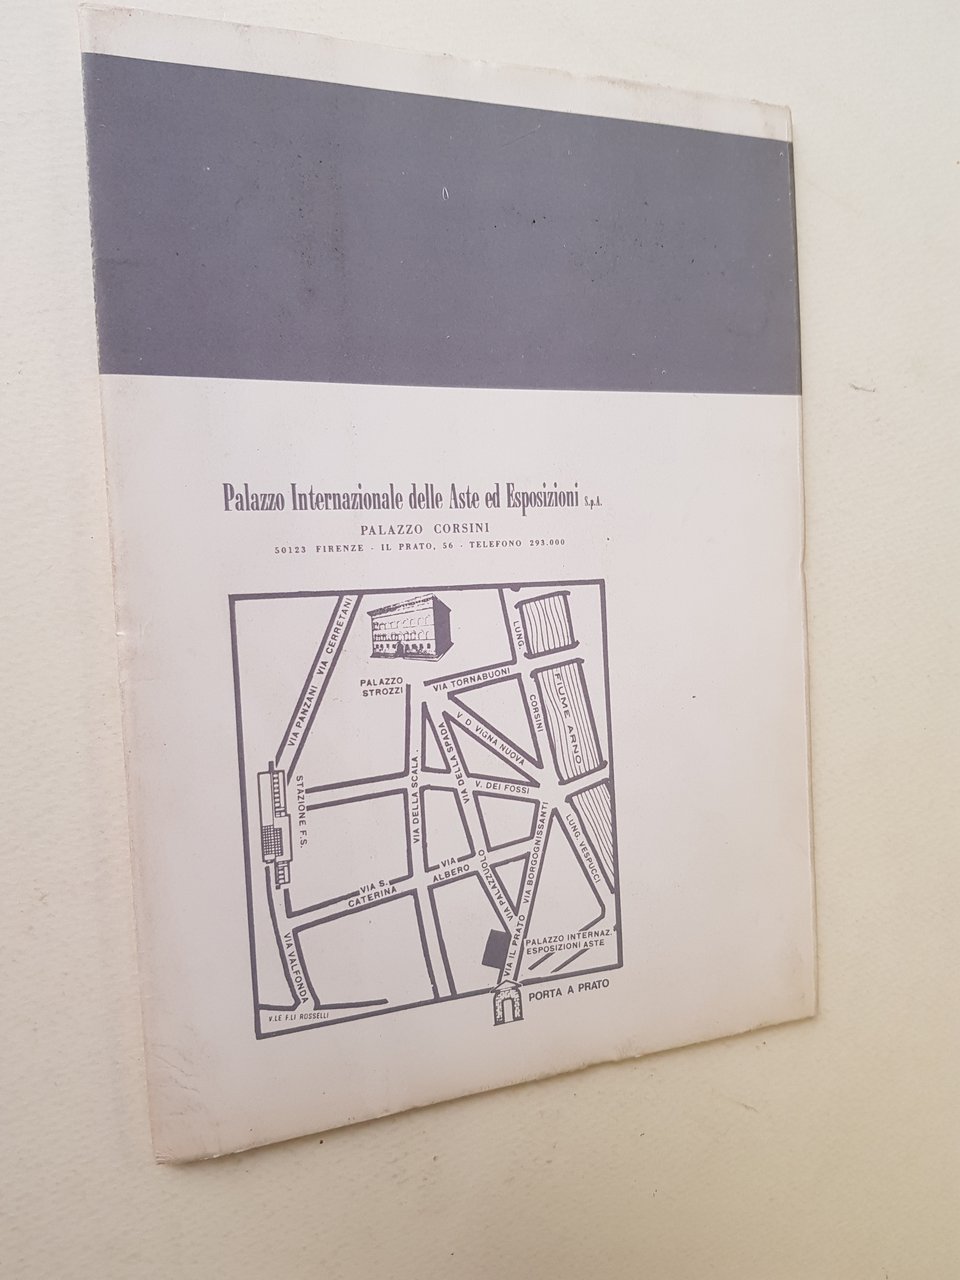 Palazzo Internazionale delle Aste ed Esposizioni S.p.A.
PALAZZO CORSINI
50123 FIRENZE - IL PRATO, 56 - TELEFONO 293.000
VIA PANZANI VIA CERRETANI
PALAZZO
STROZZI
LUNG.
CORSINI
VIA TORNABUONI
FIUME ARNO
V. D. VIGNA NUOVA
VIA DELLA SPADA
V. DEI FOSSI
VIA DELLA SCALA.
STAZIONE F.S.
VIA BORGOGNISSANTI
LUNG. VESPUCCI
VIA
ALBERO
VIA S.
CATERINA
VIA PALAZZUOLO
VIA IL PRATO
VIA VALFONDA
PALAZZO INTERNAZ.
ESPOSIZIONI ASTE
V.LE F.LI ROSSELLI
PORTA A PRATO